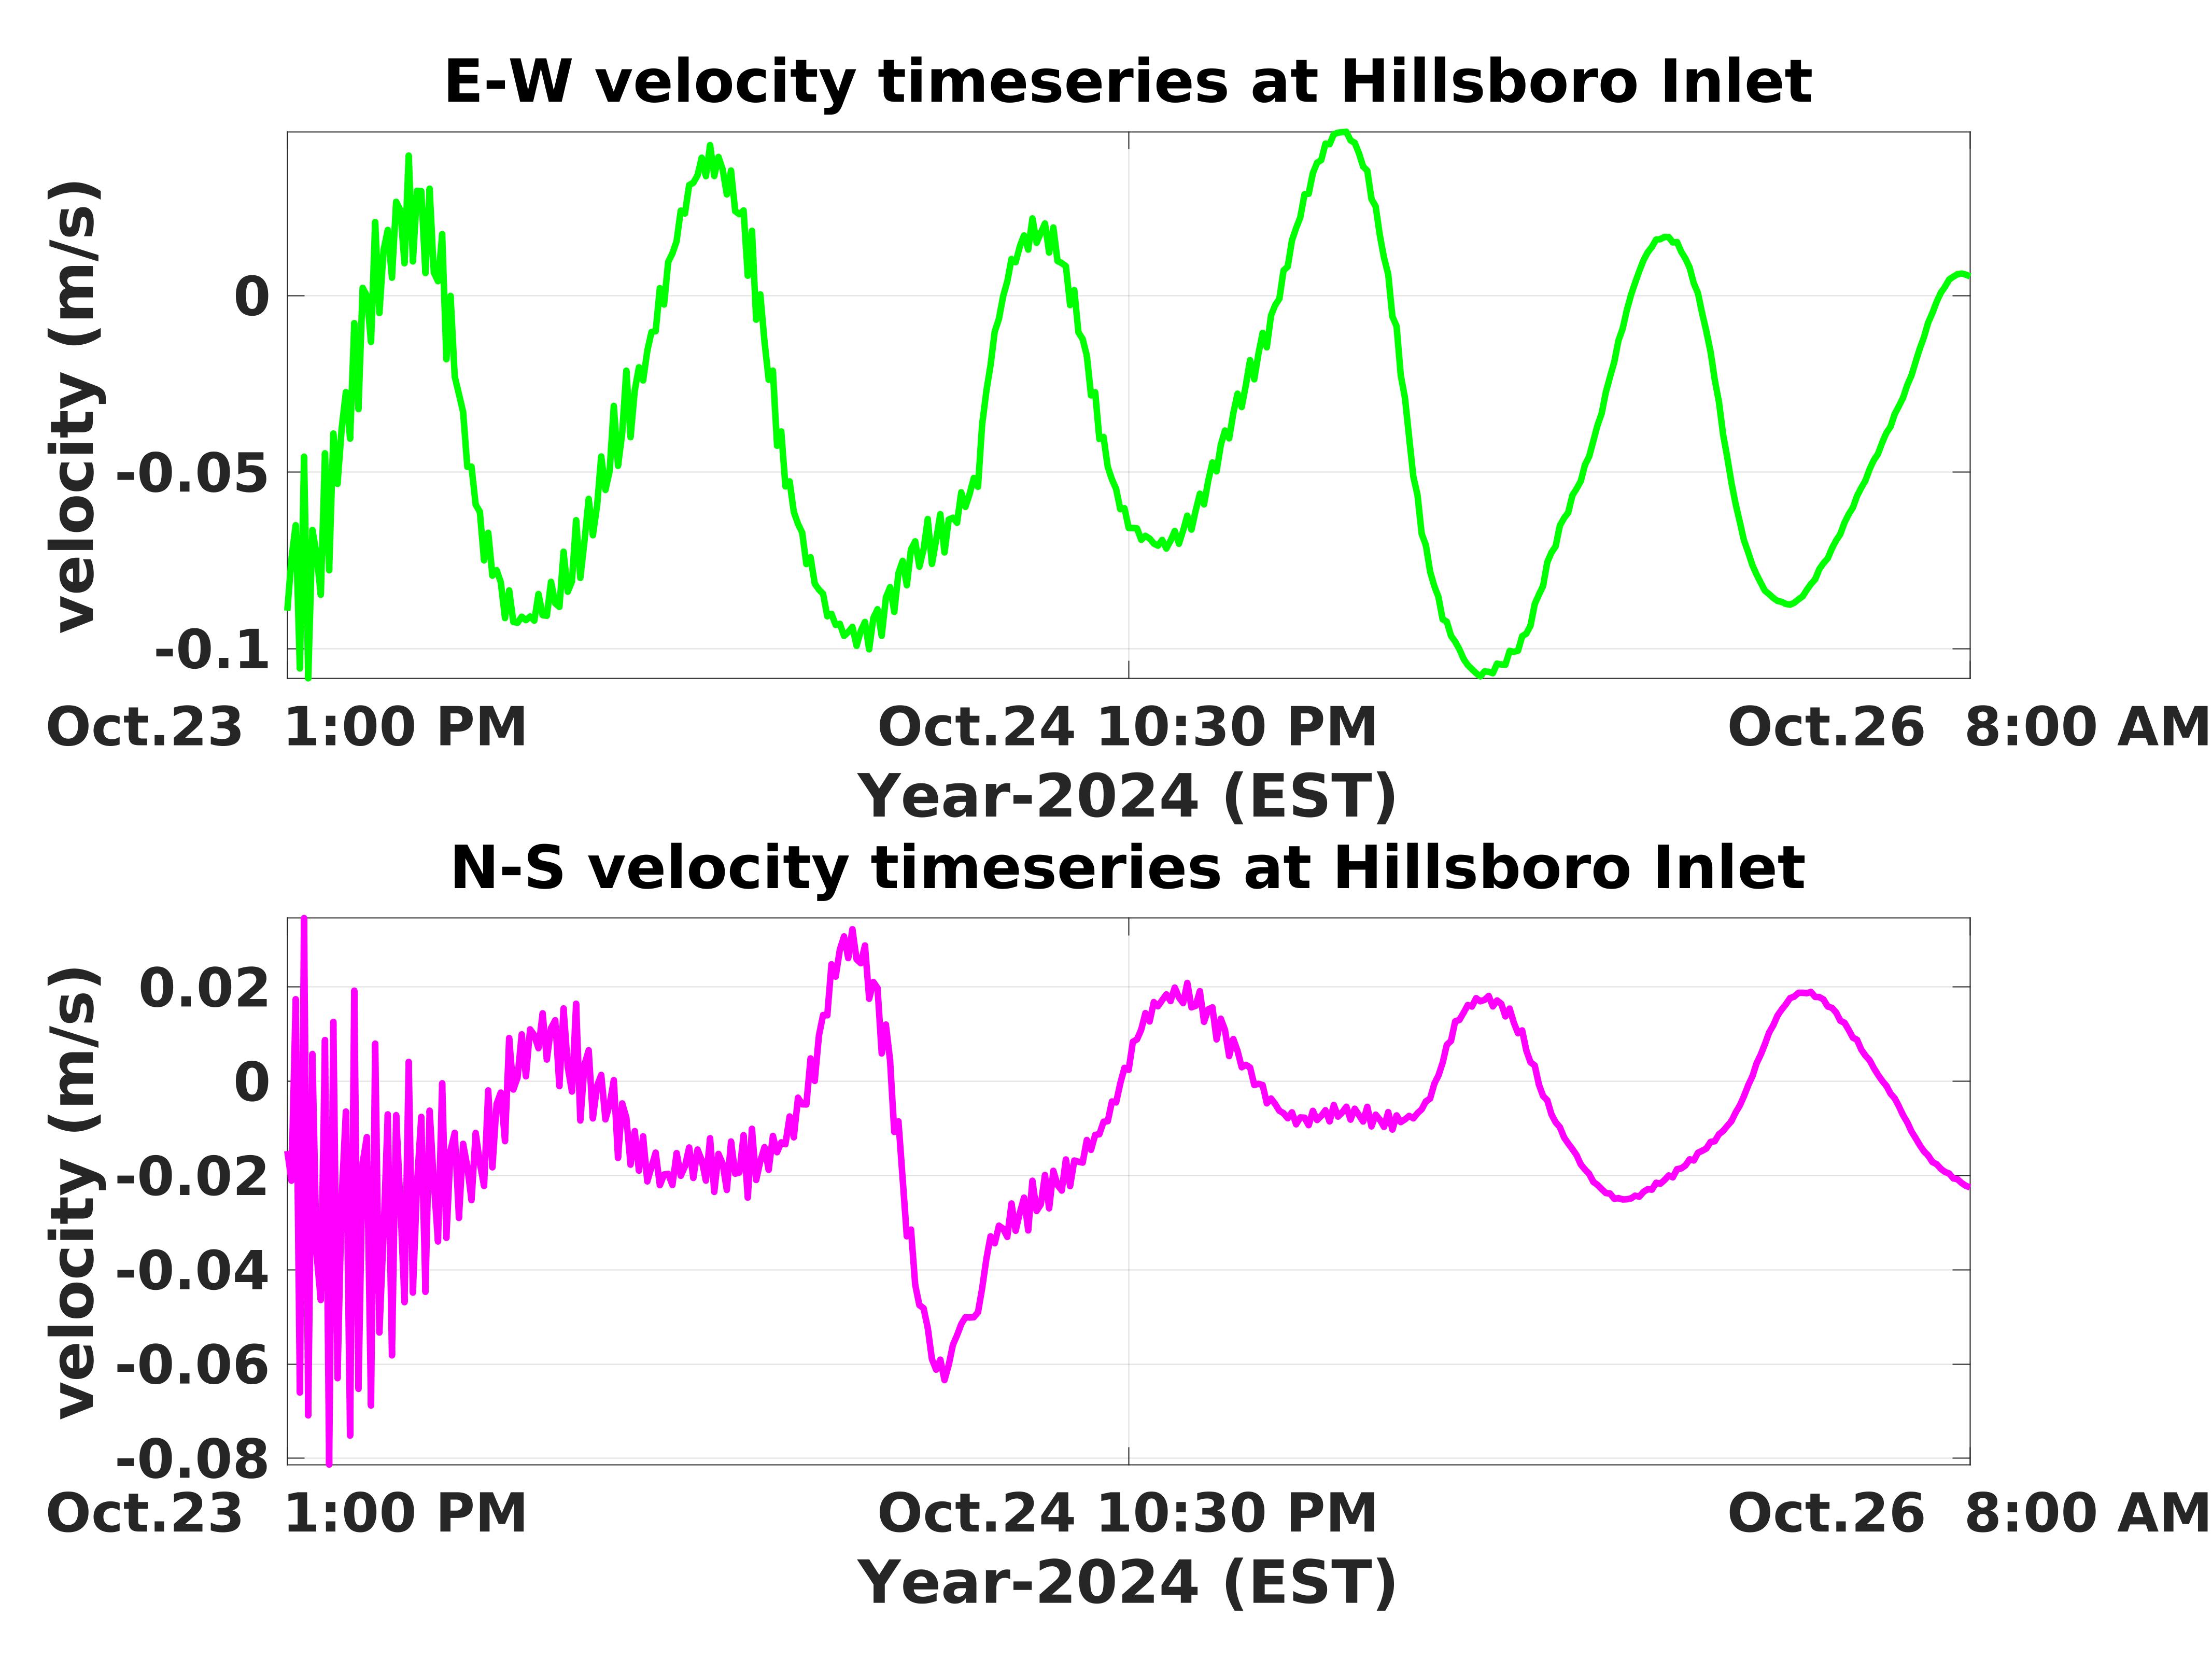 E-W velocity timeseries at Hillsboro Inlet
velocity (m/s)
0
-0.05
-0.1
Oct.23  1:00 PM Oct.24 10:30 PM Oct.26  8:00 AM
Year-2024 (EST)
N-S velocity timeseries at Hillsboro Inlet
velocity (m/s)
0.02
0
-0.02
-0.04
-0.06
-0.08
Oct.23  1:00 PM Oct.24 10:30 PM Oct.26  8:00 AM
Year-2024 (EST)